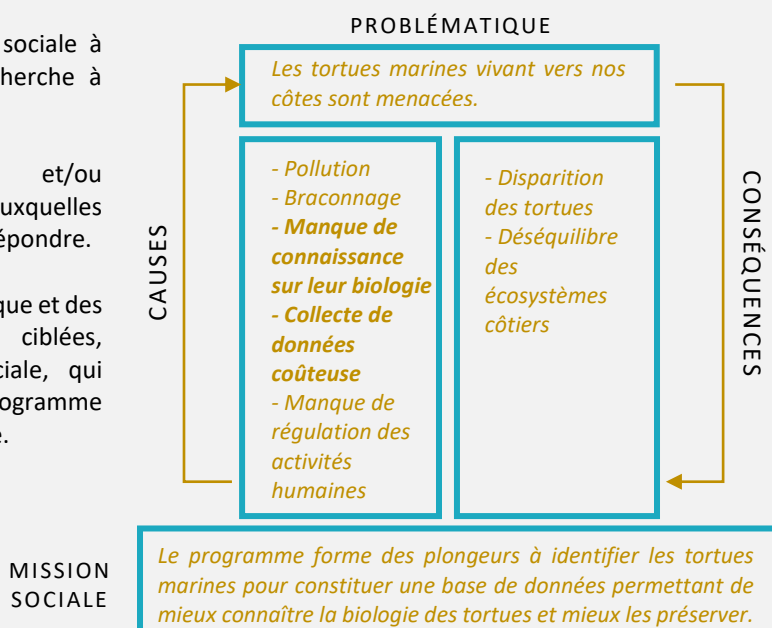 sociale à
cherche à
et/ou
auxquelles
répondre.
que et des
ciblées,
ciale, qui
ogramme
e.
PROBLÉMATIQUE
Les tortues marines vivant vers nos
côtes sont menacées.
CAUSES
- Pollution
- Braconnage
- Manque de
connaissance
sur leur biologie
- Collecte de
données
coûteuse
- Manque de
régulation des
activités
humaines
- Disparition
des tortues
- Déséquilibre
des
écosystèmes
côtiers
CONSÉQUENCES
MISSION
SOCIALE
Le programme forme des plongeurs à identifier les tortues
marines pour constituer une base de données permettant de
mieux connaître la biologie des tortues et mieux les préserver.